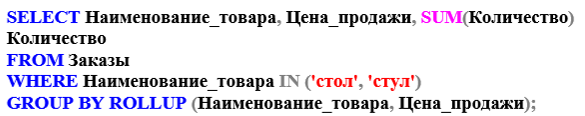 SELECT Наименование_товара, Цена_продажи, SUM(Количество)
Количество
FROM Заказы
WHERE Наименование_товара IN ('стол', 'стул')
GROUP BY ROLLUP (Наименование_товара, Цена_продажи);